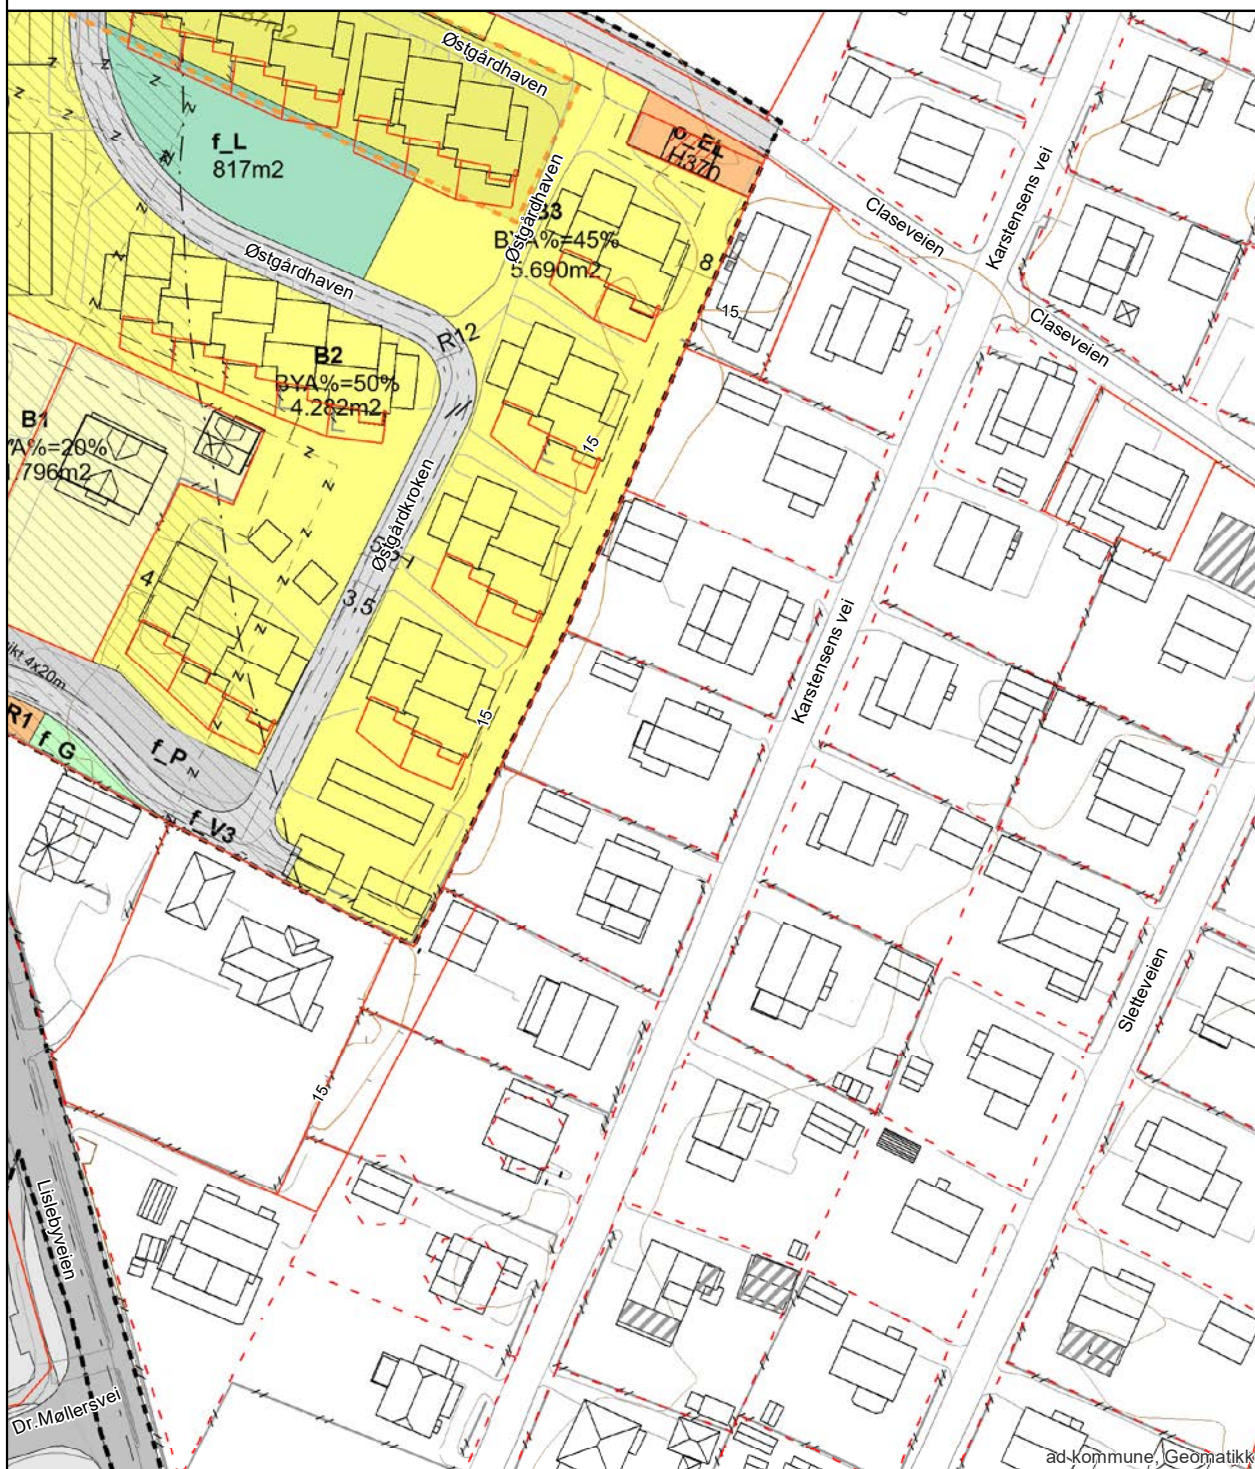 Østgårdhaven
f_L
817m2
o_EL
H370
Østgårdhaven
B3
5.690m2
Østgårdhaven
8
Claseveien
Karstensens vei
Claseveien
15
R12
B2
BYA%=50%
4.282m2
B1
A%=20%
.796m2
15
Østgårdkroken
4
3,5
4x20m
R1
f_G
f_P
f_V3
15
Karstensens vei
Sletteveien
15
Lislebyveien
Dr.Møllersvei
ad kommune, Geomatikk